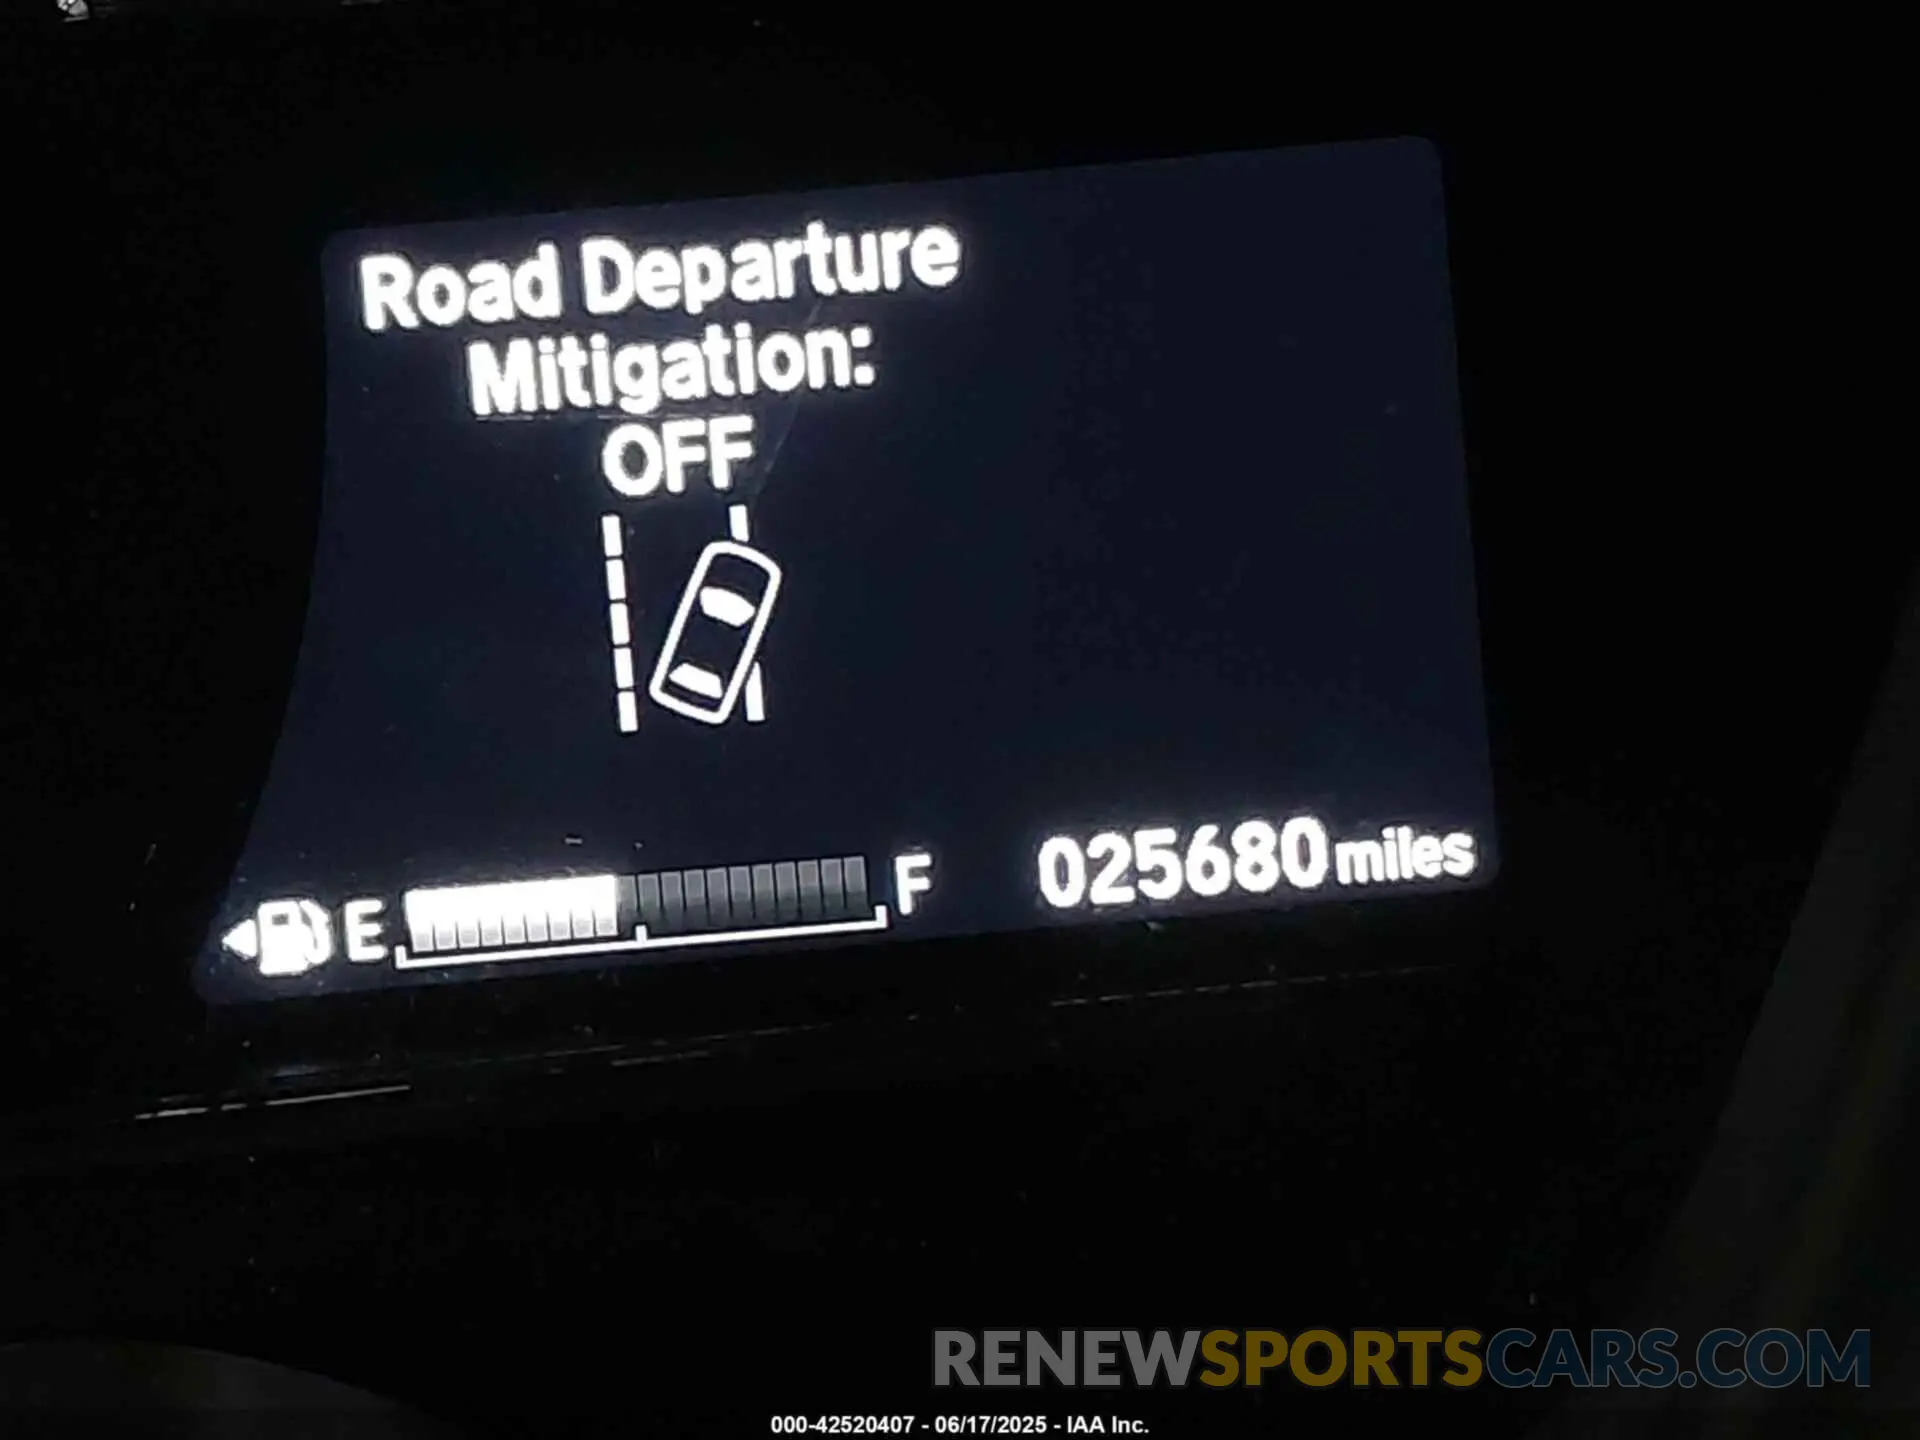 Road Departure
Mitigation:
OFF
E F 025680 miles
RENEWSPORTSCARS.COM
000-42520407 - 06/17/2025 - IAA Inc.